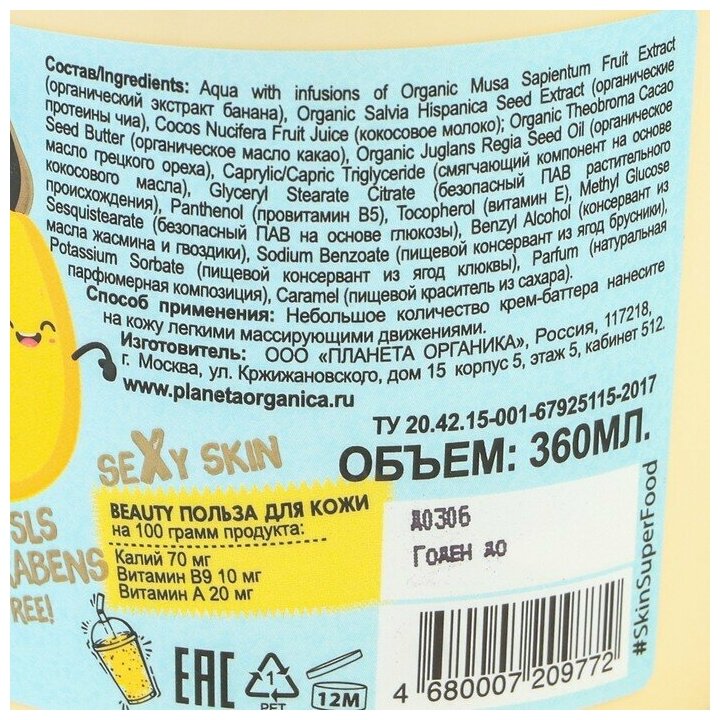 Состав/Ingredients: Aqua with infusions of Organic Musa Sapientum Fruit Extract
(органический экстракт банана), Organic Salvia Hispanica Seed Extract (органические
протеины чиа), Cocos Nucifera Fruit Juice (кокосовое молоко); Organic Theobroma Cacao
Seed Butter (органическое масло какао), Organic Juglans Regia Seed Oil (органическое
масло грецкого ореха), Caprylic/Capric Triglyceride (смягчающий компонент на основе
кокосового масла), Glyceryl Stearate Citrate (безопасный ПАВ растительного
происхождения), Panthenol (провитамин B5), Tocopherol (витамин Е), Methyl Glucose
Sesquistearate (безопасный ПАВ на основе глюкозы), Benzyl Alcohol (консервант из
масла жасмина и гвоздики), Sodium Benzoate (пищевой консервант из ягод брусники),
Potassium Sorbate (пищевой консервант из ягод клюквы), Parfum (натуральная
парфюмерная композиция), Caramel (пищевой краситель из сахара).
Способ применения: Небольшое количество крем-баттера нанесите
на кожу легкими массирующими движениями.
Изготовитель: ООО «ПЛАНЕТА ОРГАНИКА», Россия, 117218,
г. Москва, ул. Кржижановского, дом 15 корпус 5, этаж 5, кабинет 512.
www.planetaorganica.ru
ТУ 20.42.15-001-67925115-2017
ОБЪЕМ: 360МЛ.
SEXY SKIN
BEAUTY ПОЛЬЗА ДЛЯ КОЖИ
на 100 грамм продукта:
Калий 70 мг
Витамин B9 10 мг
Витамин А 20 мг
SLS
ABENS
REE!
Д0306
Годен до
#SkinSuperFood
EAC
1
PET
12M
4 680007 209772